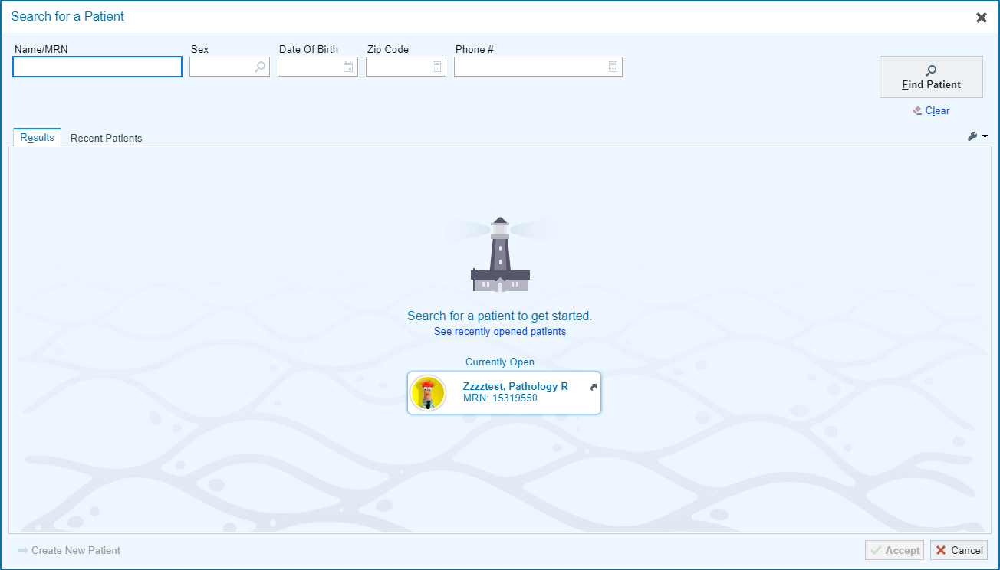 Search for a Patient
Name/MRN
Sex
Date Of Birth
Zip Code
Phone #
Find Patient
Clear
Results
Recent Patients
Search for a patient to get started.
See recently opened patients
Currently Open
Zzzztest, Pathology R
MRN: 15319550
Create New Patient
Accept
Cancel